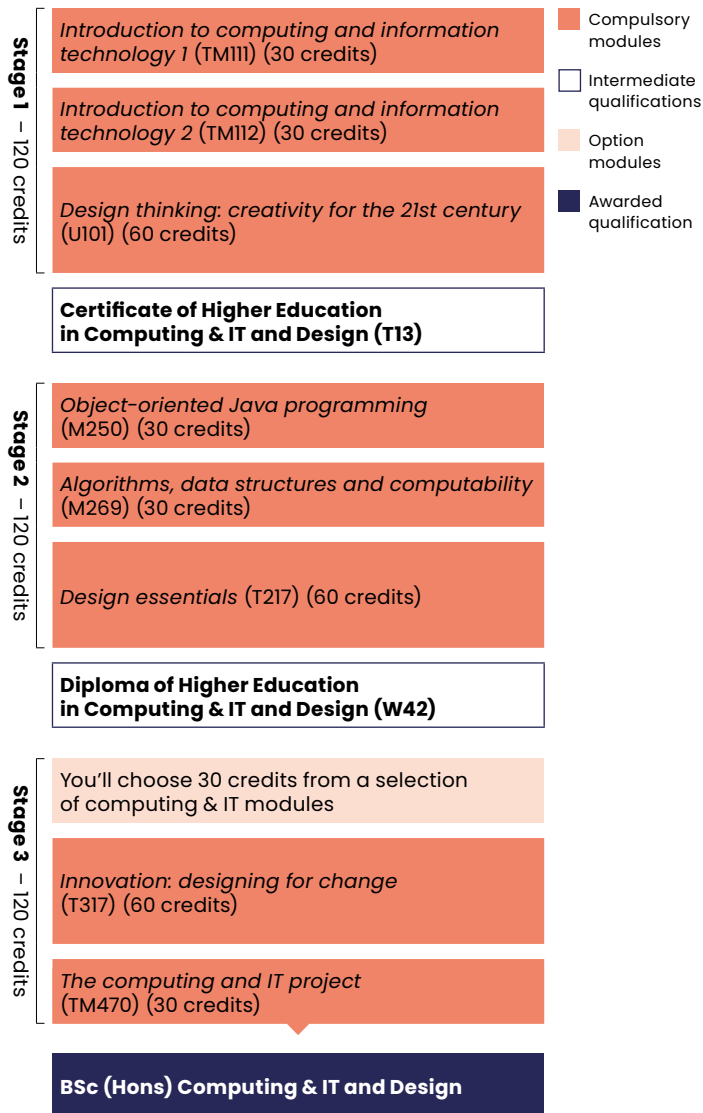 Stage 1 – 120 credits
Introduction to computing and information
technology 1 (TM111) (30 credits)
Introduction to computing and information
technology 2 (TM112) (30 credits)
Design thinking: creativity for the 21st century
(U101) (60 credits)
Certificate of Higher Education
in Computing & IT and Design (T13)
Stage 2 – 120 credits
Object-oriented Java programming
(M250) (30 credits)
Algorithms, data structures and computability
(M269) (30 credits)
Design essentials (T217) (60 credits)
Diploma of Higher Education
in Computing & IT and Design (W42)
Stage 3 – 120 credits
You’ll choose 30 credits from a selection
of computing & IT modules
Innovation: designing for change
(T317) (60 credits)
The computing and IT project
(TM470) (30 credits)
BSc (Hons) Computing & IT and Design
Compulsory
modules
Intermediate
qualifications
Option
modules
Awarded
qualification